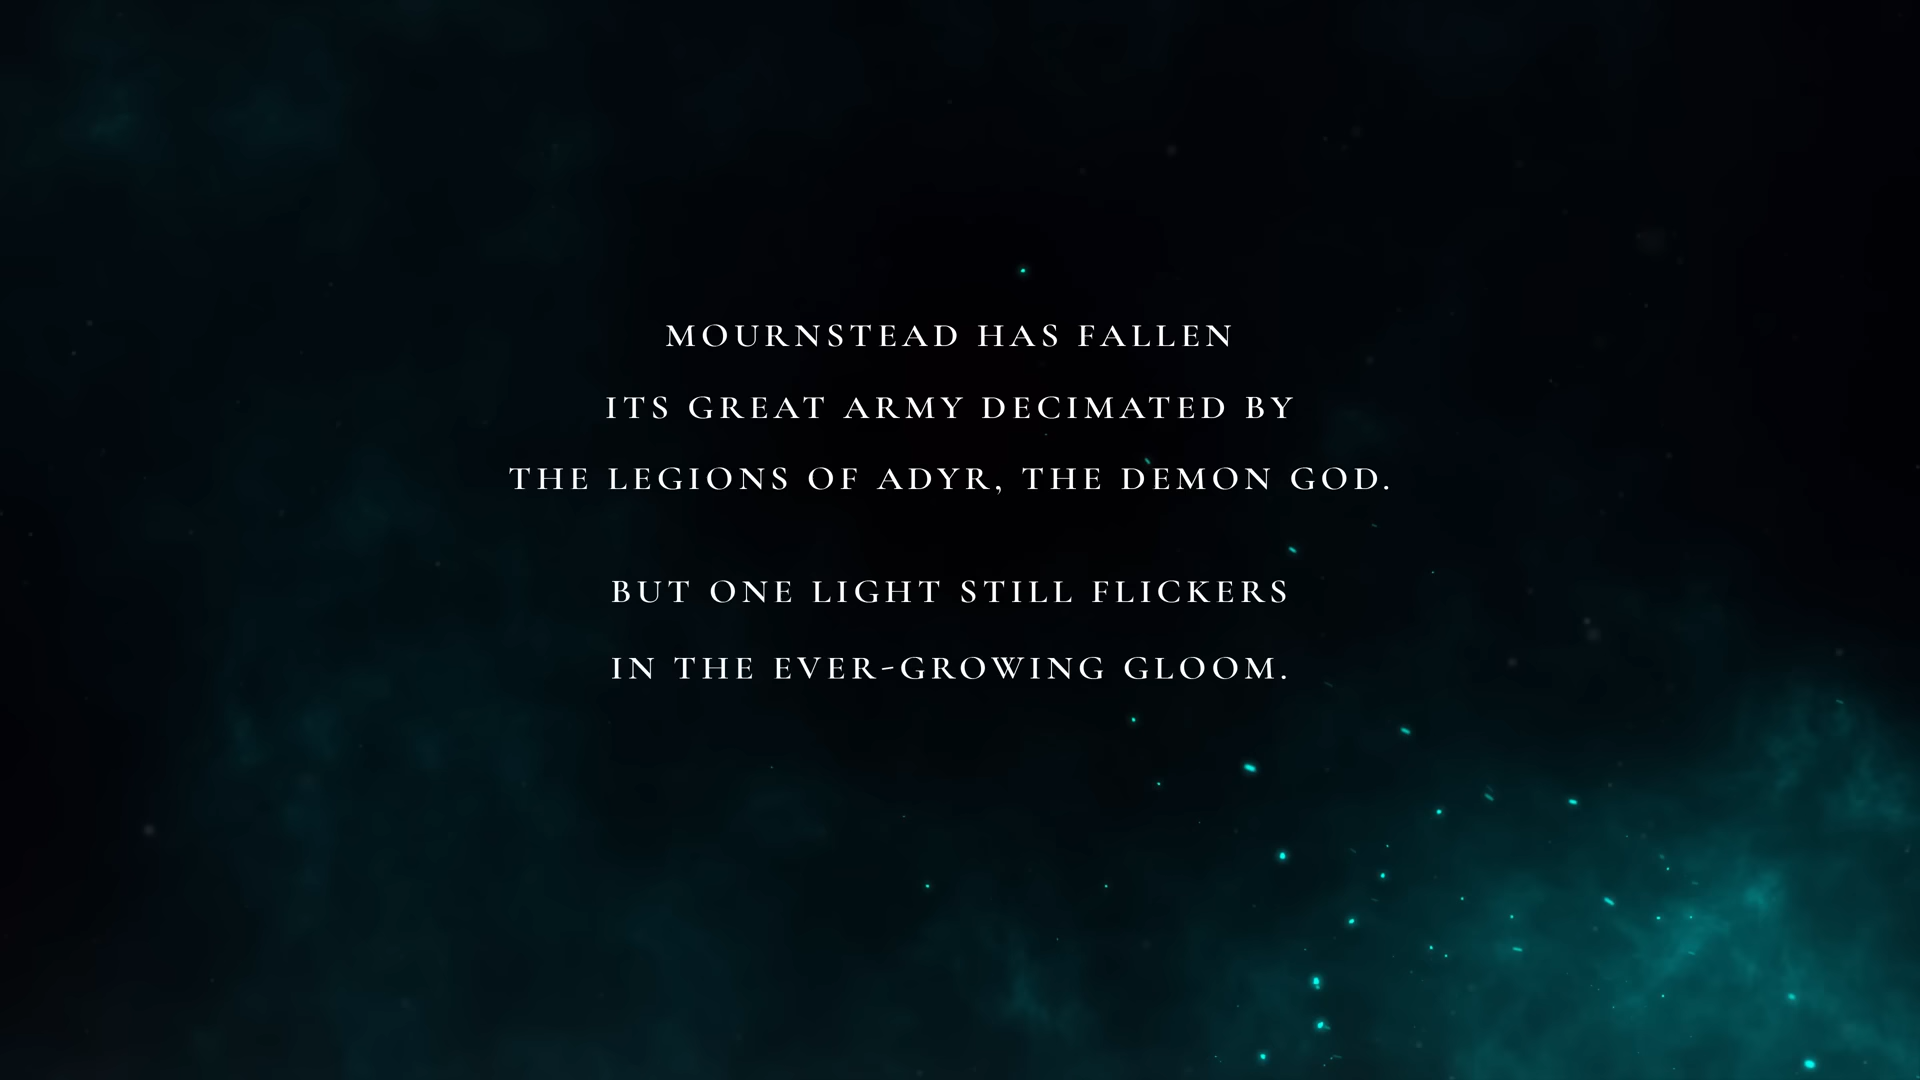 MOURNSTEAD HAS FALLEN
ITS GREAT ARMY DECIMATED BY
THE LEGIONS OF ADYR, THE DEMON GOD.
BUT ONE LIGHT STILL FLICKERS
IN THE EVER-GROWING GLOOM.